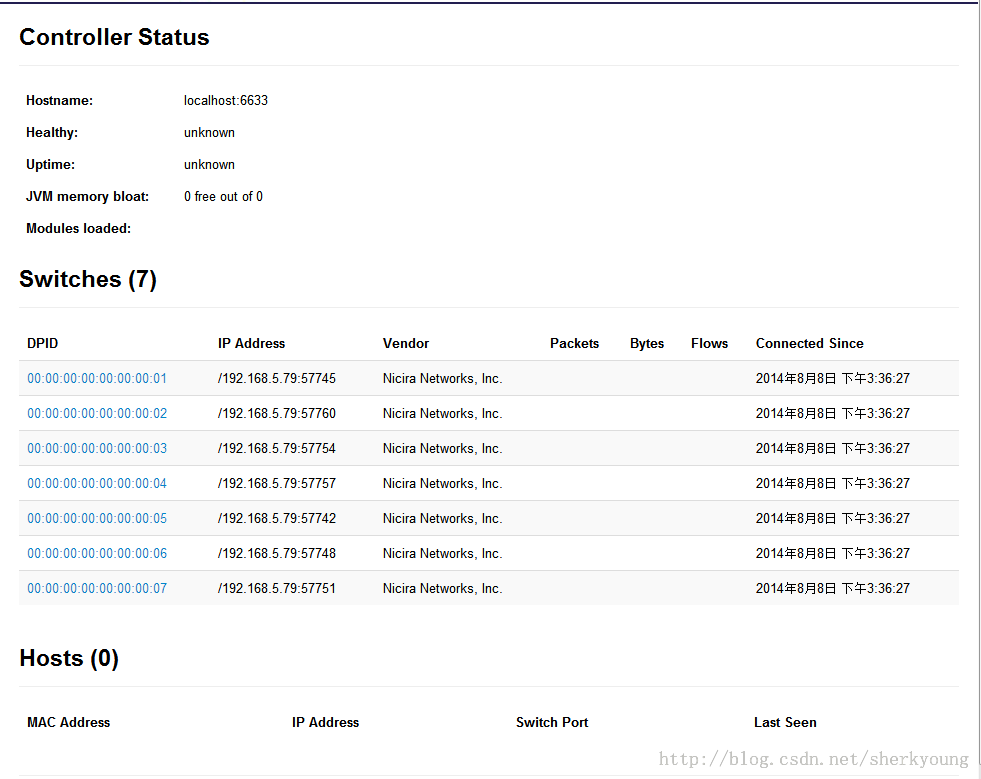 Controller Status
Hostname: localhost:6633
Healthy: unknown
Uptime: unknown
JVM memory bloat: 0 free out of 0
Modules loaded:
Switches (7)
DPID IP Address Vendor Packets Bytes Flows Connected Since
00:00:00:00:00:00:00:01 /192.168.5.79:57745 Nicira Networks, Inc. 2014年8月8日 下午3:36:27
00:00:00:00:00:00:00:02 /192.168.5.79:57760 Nicira Networks, Inc. 2014年8月8日 下午3:36:27
00:00:00:00:00:00:00:03 /192.168.5.79:57754 Nicira Networks, Inc. 2014年8月8日 下午3:36:27
00:00:00:00:00:00:00:04 /192.168.5.79:57757 Nicira Networks, Inc. 2014年8月8日 下午3:36:27
00:00:00:00:00:00:00:05 /192.168.5.79:57742 Nicira Networks, Inc. 2014年8月8日 下午3:36:27
00:00:00:00:00:00:00:06 /192.168.5.79:57748 Nicira Networks, Inc. 2014年8月8日 下午3:36:27
00:00:00:00:00:00:00:07 /192.168.5.79:57751 Nicira Networks, Inc. 2014年8月8日 下午3:36:27
Hosts (0)
MAC Address IP Address Switch Port Last Seen
http://blog.csdn.net/sherkyoung